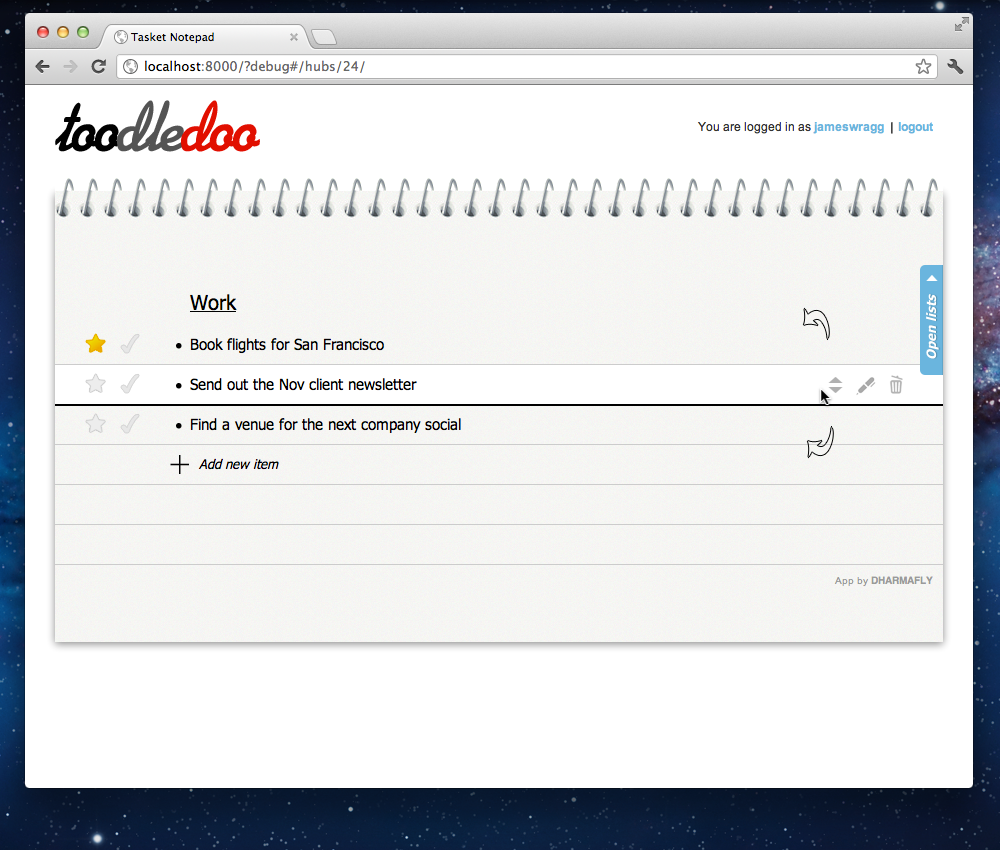 Tasket Notepad
localhost:8000/?debug#/hubs/24/
toodledoo
You are logged in as jameswragg | logout
Open lists
Work
• Book flights for San Francisco
• Send out the Nov client newsletter
• Find a venue for the next company social
Add new item
App by DHARMAFLY